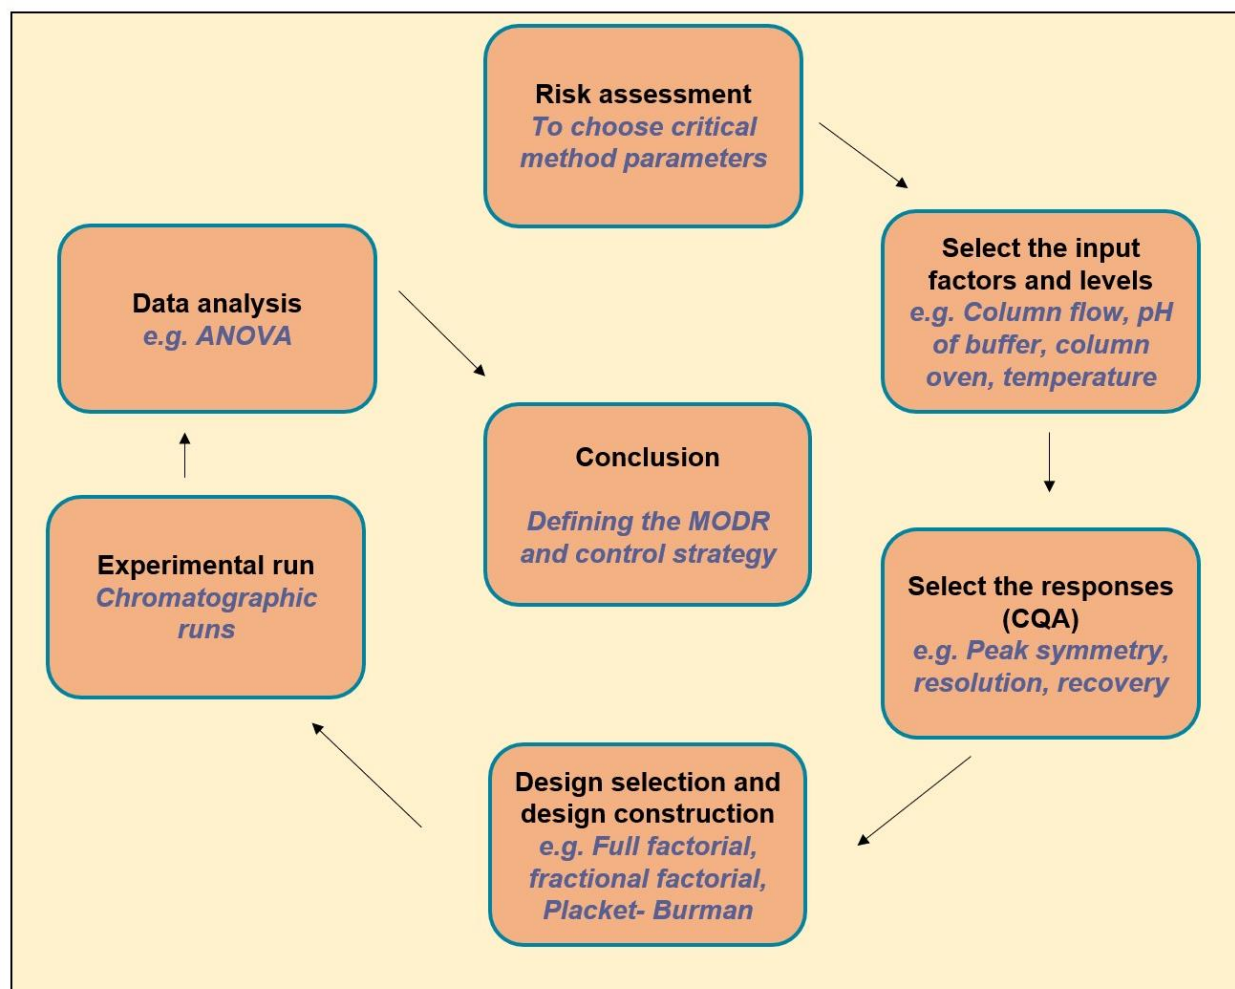 Risk assessment
To choose critical
method parameters
Select the input
factors and levels
e.g. Column flow, pH
of buffer, column
oven, temperature
Select the responses
(CQA)
e.g. Peak symmetry,
resolution, recovery
Design selection and
design construction
e.g. Full factorial,
fractional factorial,
Placket- Burman
Experimental run
Chromatographic
runs
Data analysis
e.g. ANOVA
Conclusion
Defining the MODR
and control strategy